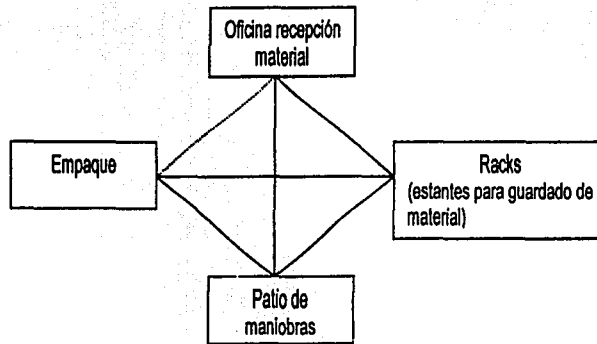 Oficina recepción
material
Empaque
Racks
(estantes para guardado de
material)
Patio de
maniobras